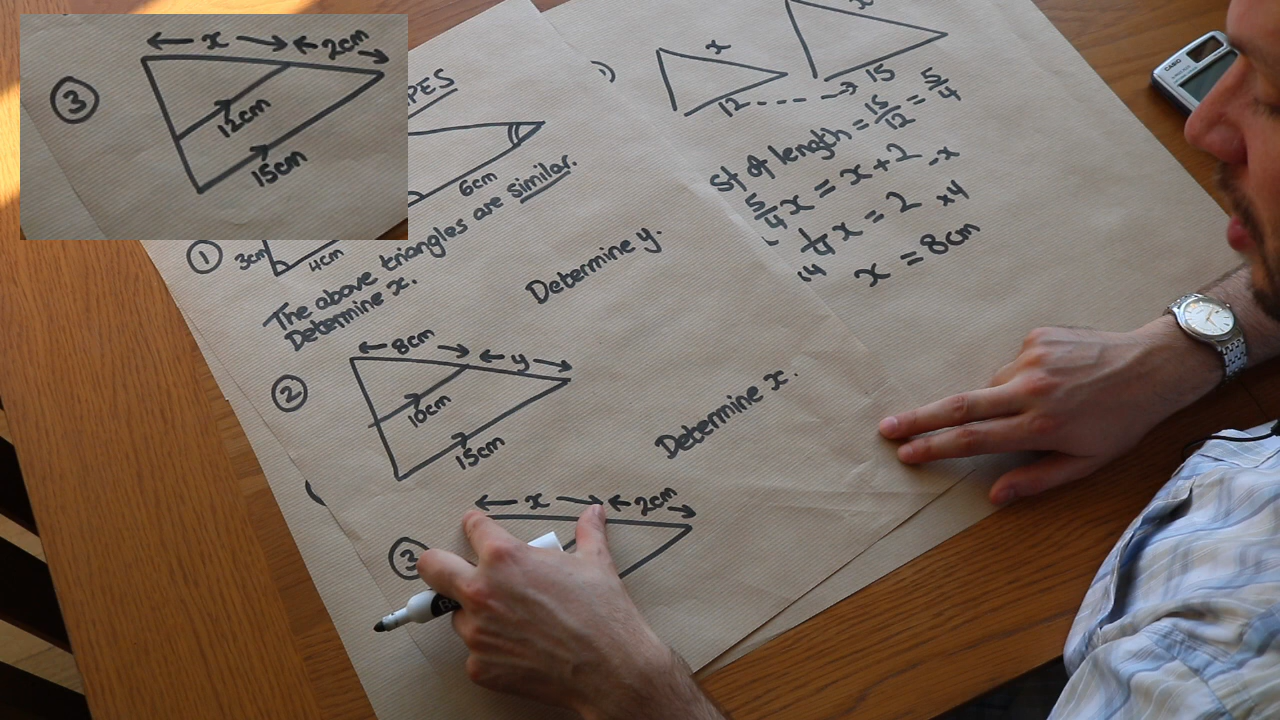 ③
← x → ← 2cm →
12cm
15cm
PES
6cm
① 3cm
4cm
The above triangles are similar.
Determine x.
Determine y.
②
← 8cm → ← y →
10cm
15cm
Determine x.
③
← x → ← 2cm →
x
x
12 → 15
sf of length = 15/12 = 5/4
5/4 x = x + 2 -x
1/4 x = 2 ×4
x = 8cm
CASIO